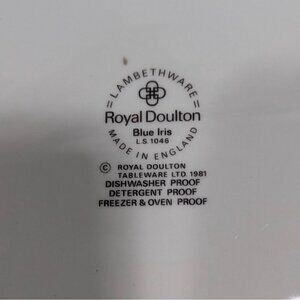 = LAMBETHWARE =
Royal Doulton
Blue Iris
L.S. 1046
MADE IN ENGLAND
© ROYAL DOULTON
TABLEWARE LTD. 1981
DISHWASHER PROOF
DETERGENT PROOF
FREEZER & OVEN PROOF